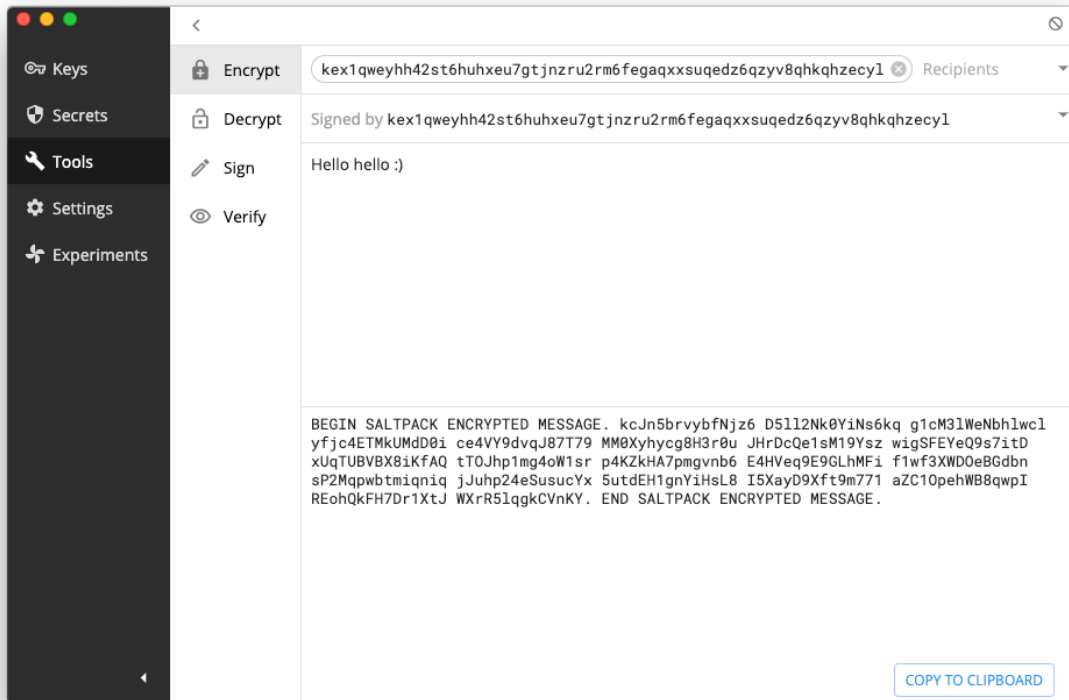 Keys
Secrets
Tools
Settings
Experiments
Encrypt
Decrypt
Sign
Verify
kex1qweyhh42st6huhxeu7gtjnzru2rm6fegaqxxsuqedz6qzyv8qhkqhzecyl Recipients
Signed by kex1qweyhh42st6huhxeu7gtjnzru2rm6fegaqxxsuqedz6qzyv8qhkqhzecyl
Hello hello :)
BEGIN SALTPACK ENCRYPTED MESSAGE. kcJn5brvybfNjz6 D5ll2Nk0YiNs6kq g1cM3lWeNbhlwcl
yfjc4ETMkUMdD0i ce4VY9dvqJ87T79 MM0Xyhycg8H3r0u JHrDcQe1sM19Ysz wigSFEYeQ9s7itD
xUqTUBVBX8iKfAQ tTOJhp1mg4oW1sr p4KZkHA7pmgvnb6 E4HVeq9E9GLhMFi f1wf3XWDOeBGdbn
sP2Mqpwbtmiqniq jJuhp24eSusucYx 5utdEH1gnYiHsL8 I5XayD9Xft9m771 aZC1OpehWB8qwpI
REohQkFH7Dr1XtJ WXrR5lqgkCVnKY. END SALTPACK ENCRYPTED MESSAGE.
COPY TO CLIPBOARD